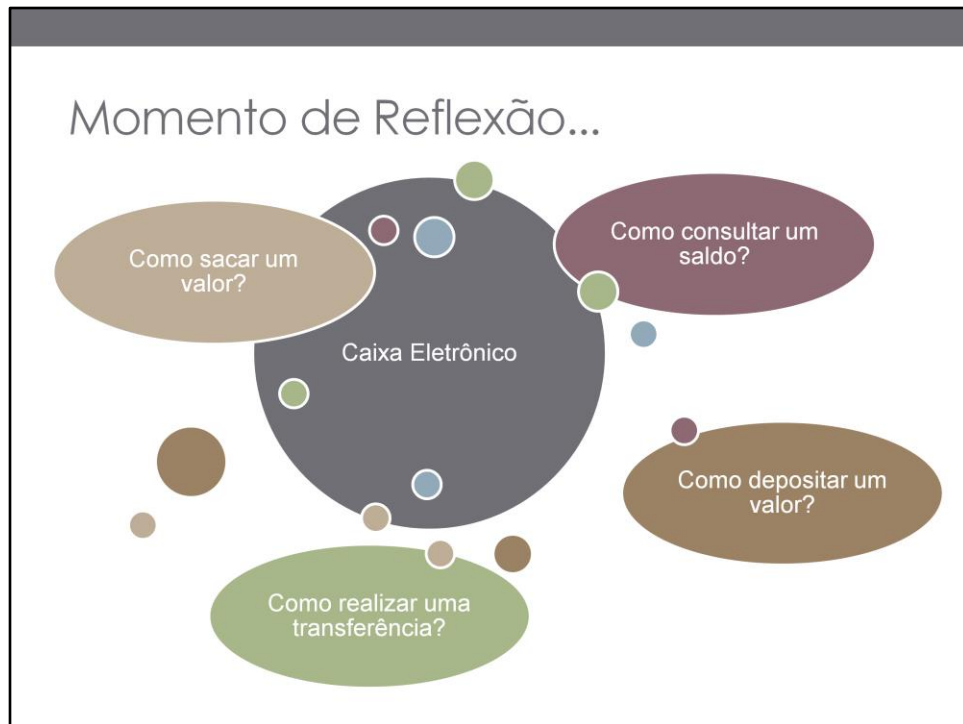 Momento de Reflexão...
Como sacar um
valor?
Como consultar um
saldo?
Caixa Eletrônico
Como depositar um
valor?
Como realizar uma
transferência?